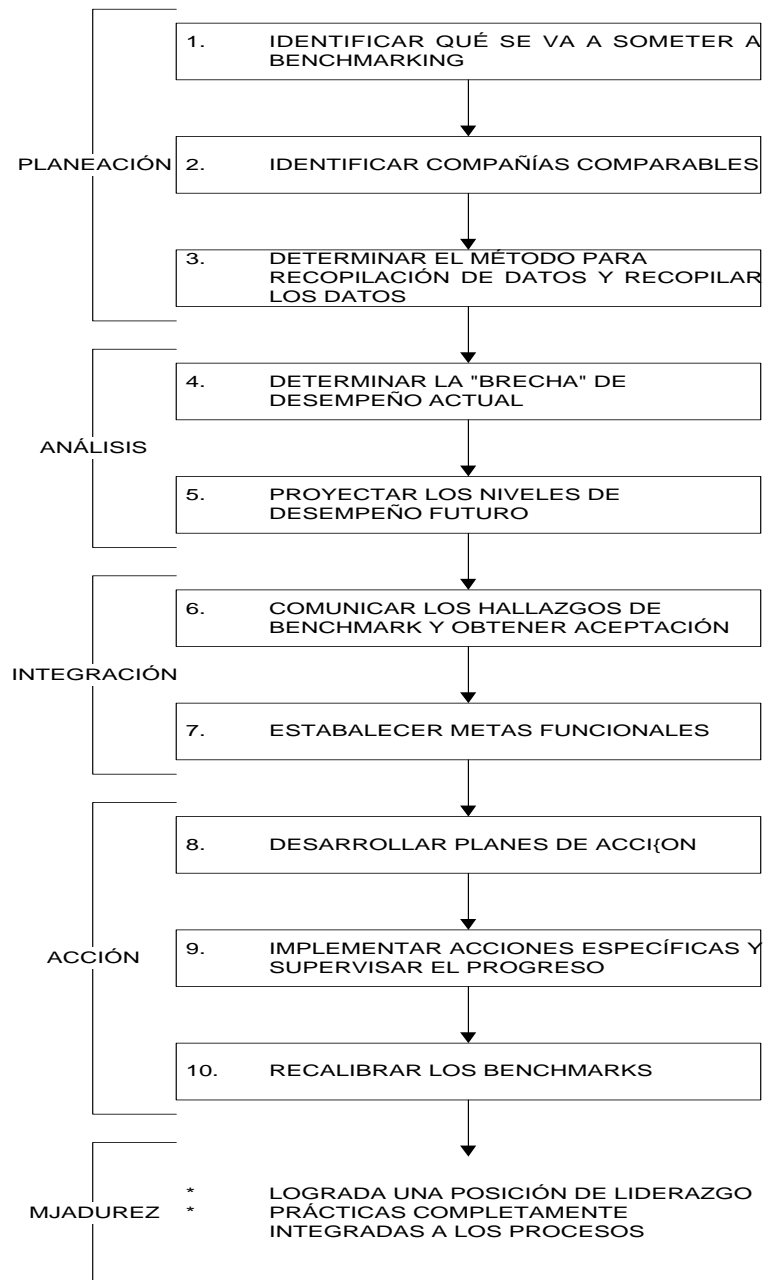 1. IDENTIFICAR QUÉ SE VA A SOMETER A
BENCHMARKING
PLANEACIÓN
2. IDENTIFICAR COMPAÑÍAS COMPARABLES
3. DETERMINAR EL MÉTODO PARA
RECOPILACIÓN DE DATOS Y RECOPILAR
LOS DATOS
4. DETERMINAR LA "BRECHA" DE
DESEMPEÑO ACTUAL
ANÁLISIS
5. PROYECTAR LOS NIVELES DE
DESEMPEÑO FUTURO
6. COMUNICAR LOS HALLAZGOS DE
BENCHMARK Y OBTENER ACEPTACIÓN
INTEGRACIÓN
7. ESTABALECER METAS FUNCIONALES
8. DESARROLLAR PLANES DE ACCI{ON
ACCIÓN
9. IMPLEMENTAR ACCIONES ESPECÍFICAS Y
SUPERVISAR EL PROGRESO
10. RECALIBRAR LOS BENCHMARKS
MJADUREZ
* LOGRADA UNA POSICIÓN DE LIDERAZGO
* PRÁCTICAS COMPLETAMENTE
INTEGRADAS A LOS PROCESOS